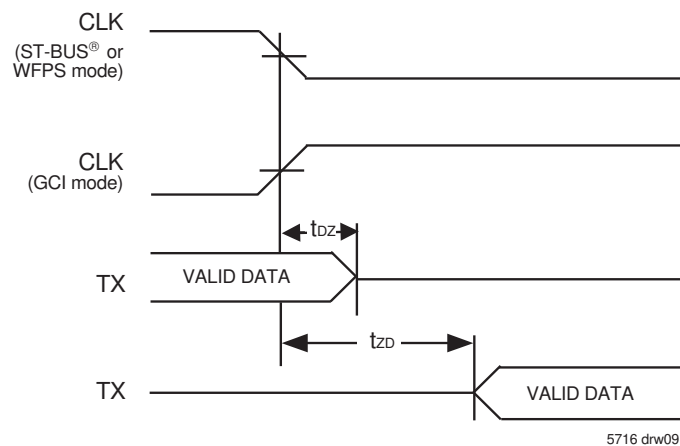 CLK
(ST-BUS® or
WFPS mode)
CLK
(GCI mode)
tDZ
TX
VALID DATA
tZD
TX
VALID DATA
5716 drw09